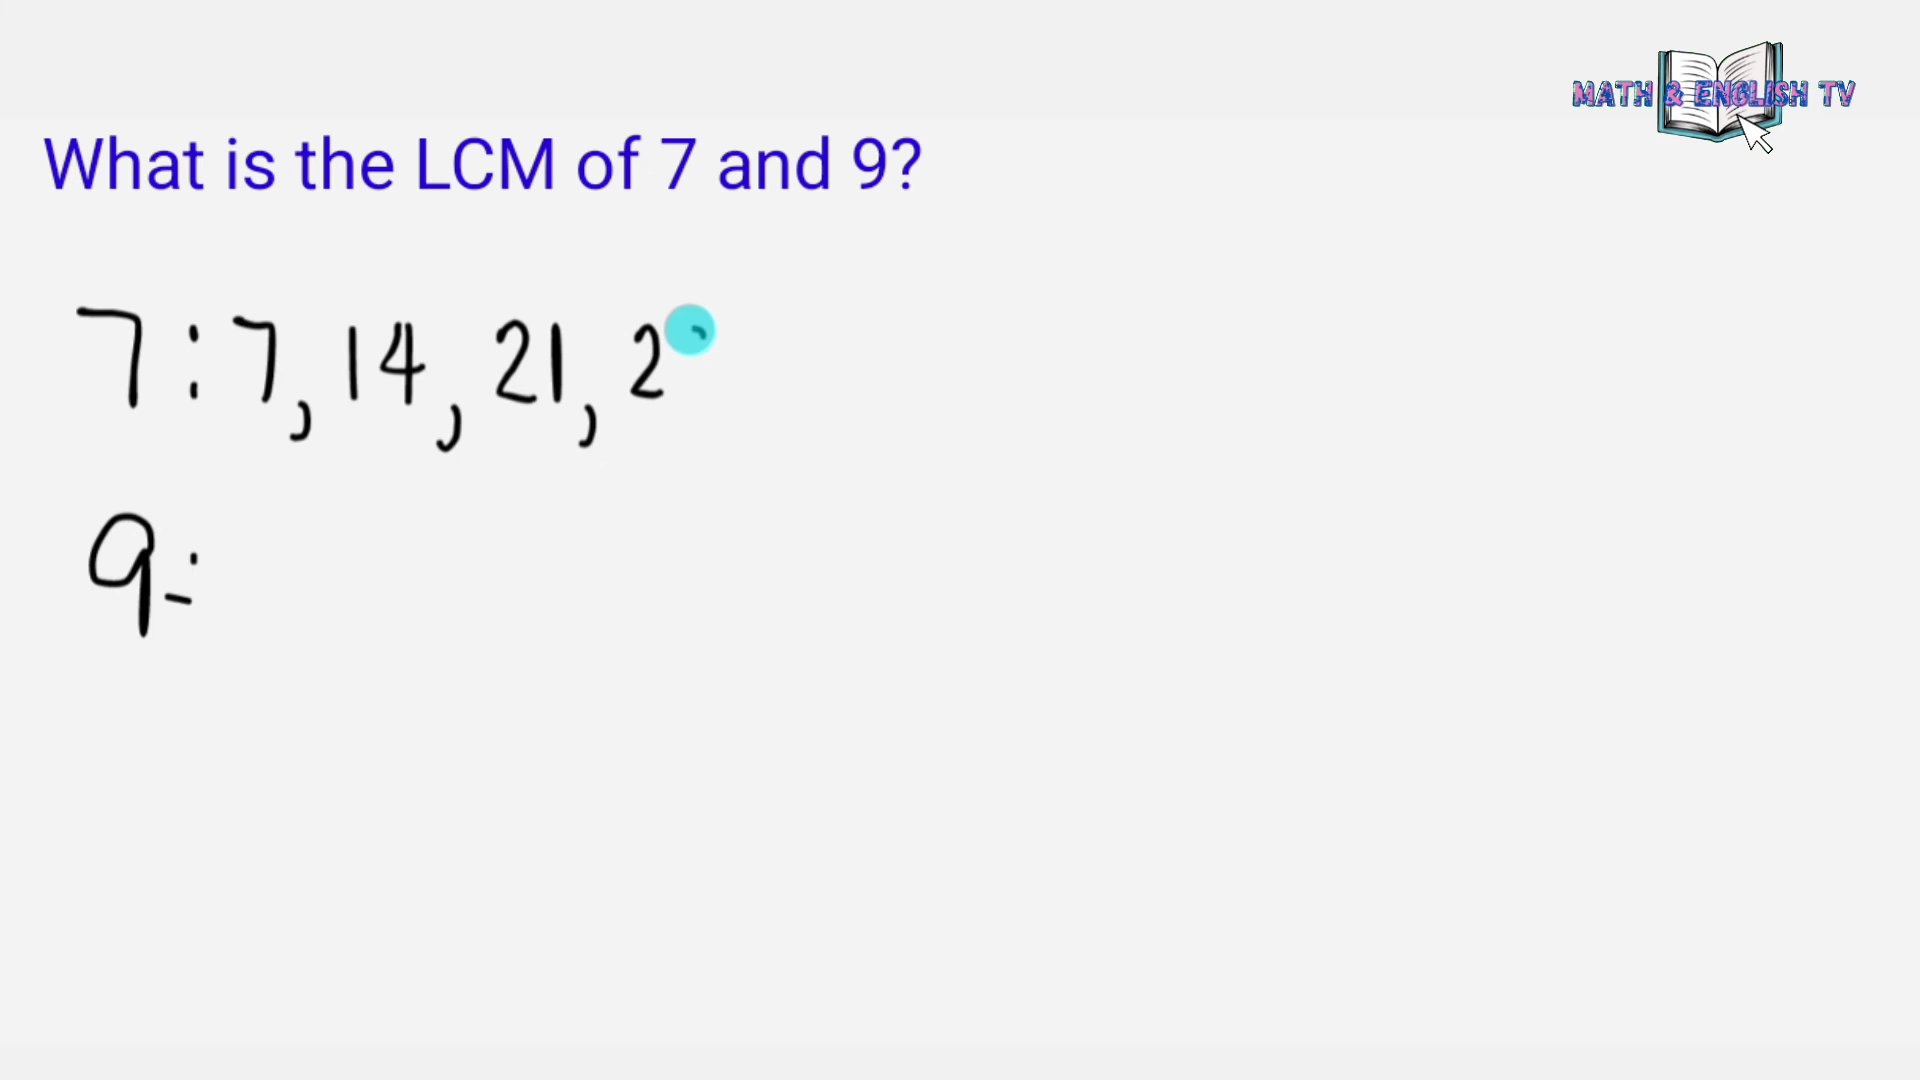 MATH & ENGLISH TV
What is the LCM of 7 and 9?
7 : 7, 14, 21, 2
9 :